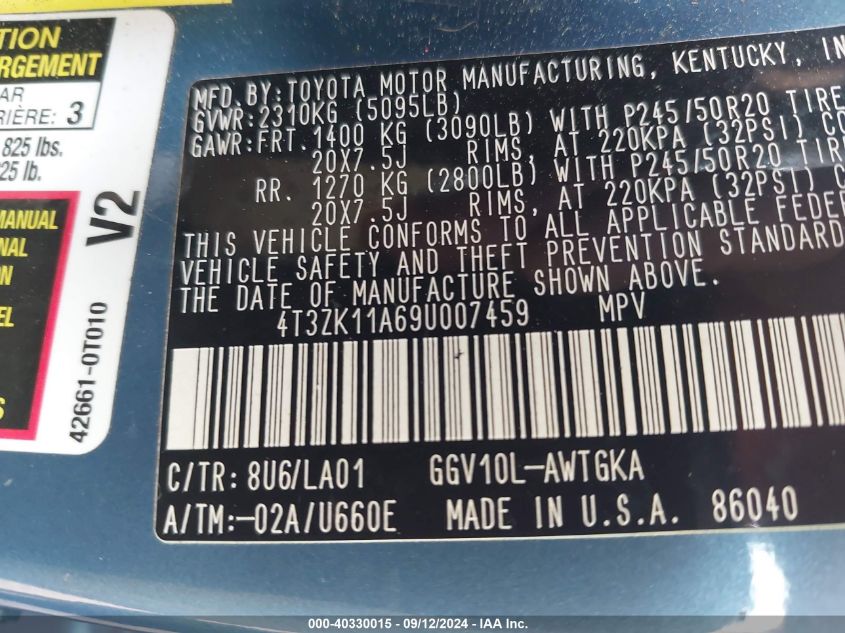 TION
RGEMENT
AR
RIÈRE: 3
825 lbs.
25 lb.
MANUAL
NAL
ON
EL
S
V2
42661-0T010
MFD. BY: TOYOTA MOTOR MANUFACTURING, KENTUCKY, IN
GVWR: 2310KG (5095LB)
GAWR: FRT. 1400 KG (3090LB) WITH P245/50R20 TIRE
20X7.5J RIMS, AT 220KPA (32PSI) CO
RR. 1270 KG (2800LB) WITH P245/50R20 TIRE
20X7.5J RIMS, AT 220KPA (32PSI) C
THIS VEHICLE CONFORMS TO ALL APPLICABLE FEDER
VEHICLE SAFETY AND THEFT PREVENTION STANDARD
THE DATE OF MANUFACTURE SHOWN ABOVE.
4T3ZK11A69U007459 MPV
C/TR: 8U6/LA01 GGV10L-AWTGKA
A/TM:-02A/U660E MADE IN U.S.A. 86040
000-40330015 - 09/12/2024 - IAAI.COM